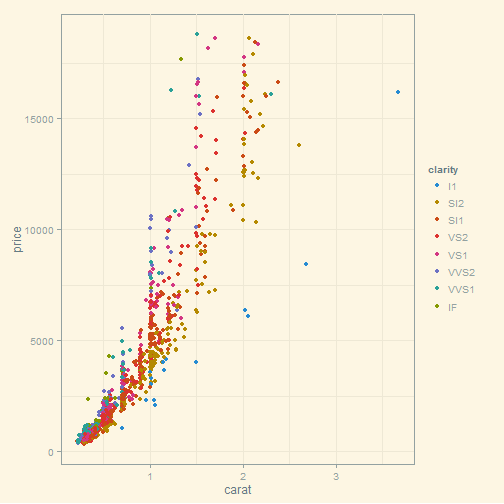 price
15000
10000
5000
0
1
2
3
carat
clarity
I1
SI2
SI1
VS2
VS1
VVS2
VVS1
IF